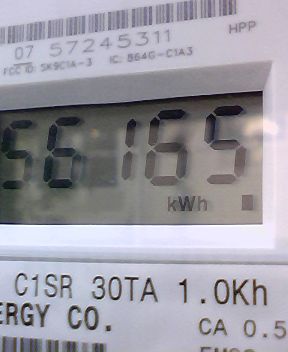 HPP
07 57245311
FCC ID: SK9C1A-3 IC: 864G-C1A3
56165
kWh
C1SR 30TA 1.0Kh
ERGY CO.
CA 0.5